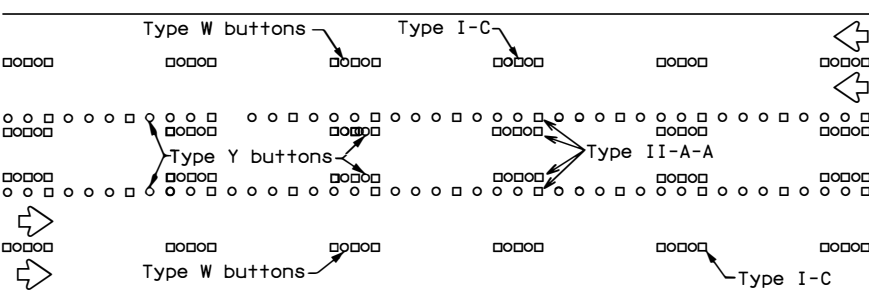 Type W buttons
Type I-C
Type Y buttons
Type II-A-A
Type W buttons
Type I-C